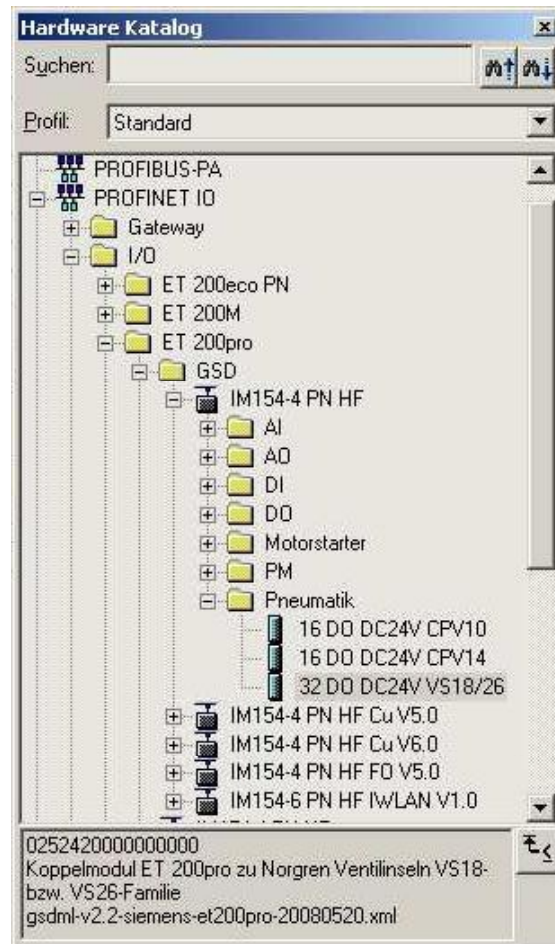 Hardware Katalog
Suchen:
Profil: Standard
PROFIBUS-PA
PROFINET IO
Gateway
I/O
ET 200eco PN
ET 200M
ET 200pro
GSD
IM154-4 PN HF
AI
AO
DI
DO
Motorstarter
PM
Pneumatik
16 DO DC24V CPV10
16 DO DC24V CPV14
32 DO DC24V VS18/26
IM154-4 PN HF Cu V5.0
IM154-4 PN HF Cu V6.0
IM154-4 PN HF FO V5.0
IM154-6 PN HF IWLAN V1.0
0252420000000000
Koppelmodul ET 200pro zu Norgren Ventilinseln VS18-
bzw. VS26-Familie
gsdml-v2.2-siemens-et200pro-20080520.xml